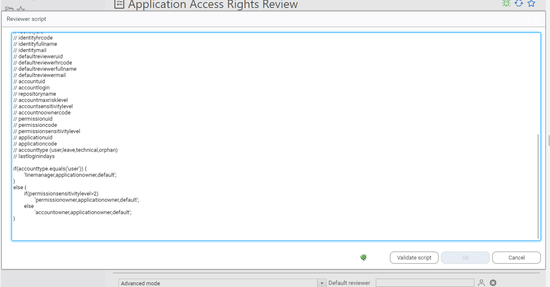 Application Access Rights Review
Reviewer script
// identityhrcode
// identityfullname
// identitymail
// defaultrevieweruid
// defaultreviewerhrcode
// defaultreviewerfullname
// defaultreviewermail
// accountuid
// accountlogin
// repositoryname
// accountmaxrisklevel
// accountsensitivitylevel
// accountnoownercode
// permissionuid
// permissioncode
// permissionsensitivitylevel
// applicationuid
// applicationcode
// accounttype (user,leave,technical,orphan)
// lastloginindays
if(accounttype.equals('user')) {
'linemanager,applicationowner,default';
}
else {
if(permissionsensitivitylevel>2)
'permissionowner,applicationowner,default';
else
'accountowner,applicationowner,default';
}
Validate script
Ok
Cancel
Advanced mode
Default reviewer